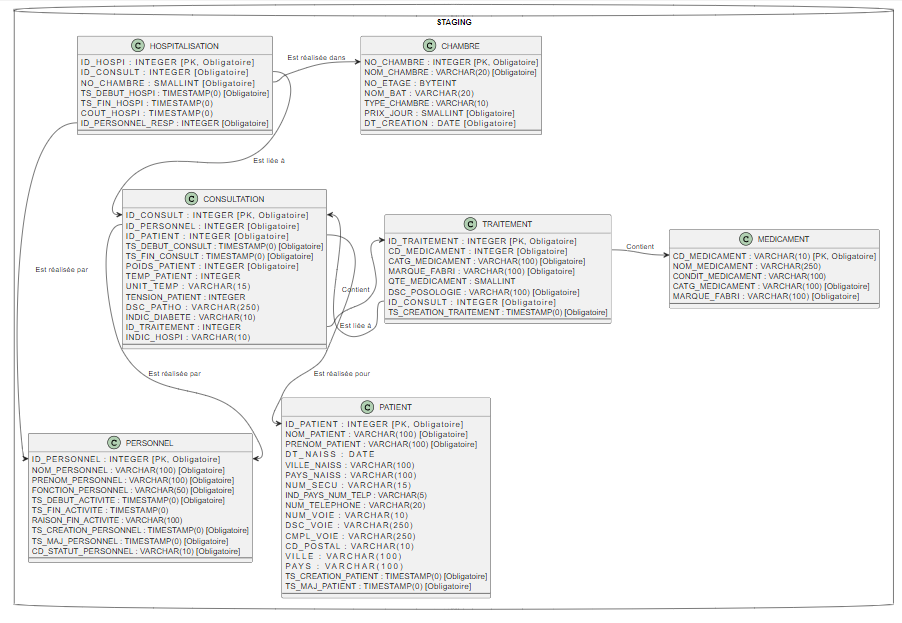 STAGING
C HOSPITALISATION
ID_HOSPI : INTEGER [PK, Obligatoire]
ID_CONSULT : INTEGER [Obligatoire]
NO_CHAMBRE : SMALLINT [Obligatoire]
TS_DEBUT_HOSPI : TIMESTAMP(0) [Obligatoire]
TS_FIN_HOSPI : TIMESTAMP(0)
COUT_HOSPI : TIMESTAMP(0)
ID_PERSONNEL_RESP : INTEGER [Obligatoire]
Est réalisée dans
C CHAMBRE
NO_CHAMBRE : INTEGER [PK, Obligatoire]
NOM_CHAMBRE : VARCHAR(20) [Obligatoire]
NO_ETAGE : BYTEINT
NOM_BAT : VARCHAR(20)
TYPE_CHAMBRE : VARCHAR(10)
PRIX_JOUR : SMALLINT [Obligatoire]
DT_CREATION : DATE [Obligatoire]
Est liée à
C CONSULTATION
ID_CONSULT : INTEGER [PK, Obligatoire]
ID_PERSONNEL : INTEGER [Obligatoire]
ID_PATIENT : INTEGER [Obligatoire]
TS_DEBUT_CONSULT : TIMESTAMP(0) [Obligatoire]
TS_FIN_CONSULT : TIMESTAMP(0) [Obligatoire]
POIDS_PATIENT : INTEGER [Obligatoire]
TEMP_PATIENT : INTEGER
UNIT_TEMP : VARCHAR(15)
TENSION_PATIENT : INTEGER
DSC_PATHO : VARCHAR(250)
INDIC_DIABETE : VARCHAR(10)
ID_TRAITEMENT : INTEGER
INDIC_HOSPI : VARCHAR(10)
Contient
Est liée à
C TRAITEMENT
ID_TRAITEMENT : INTEGER [PK, Obligatoire]
CD_MEDICAMENT : INTEGER [Obligatoire]
CATG_MEDICAMENT : VARCHAR(100) [Obligatoire]
MARQUE_FABRI : VARCHAR(100) [Obligatoire]
QTE_MEDICAMENT : SMALLINT
DSC_POSOLOGIE : VARCHAR(100) [Obligatoire]
ID_CONSULT : INTEGER [Obligatoire]
TS_CREATION_TRAITEMENT : TIMESTAMP(0) [Obligatoire]
Contient
C MEDICAMENT
CD_MEDICAMENT : VARCHAR(10) [PK, Obligatoire]
NOM_MEDICAMENT : VARCHAR(250)
CONDIT_MEDICAMENT : VARCHAR(100)
CATG_MEDICAMENT : VARCHAR(100) [Obligatoire]
MARQUE_FABRI : VARCHAR(100) [Obligatoire]
Est réalisée par
Est réalisée par
Est réalisée pour
C PERSONNEL
ID_PERSONNEL : INTEGER [PK, Obligatoire]
NOM_PERSONNEL : VARCHAR(100) [Obligatoire]
PRENOM_PERSONNEL : VARCHAR(100) [Obligatoire]
FONCTION_PERSONNEL : VARCHAR(50) [Obligatoire]
TS_DEBUT_ACTIVITE : TIMESTAMP(0) [Obligatoire]
TS_FIN_ACTIVITE : TIMESTAMP(0)
RAISON_FIN_ACTIVITE : VARCHAR(100)
TS_CREATION_PERSONNEL : TIMESTAMP(0) [Obligatoire]
TS_MAJ_PERSONNEL : TIMESTAMP(0) [Obligatoire]
CD_STATUT_PERSONNEL : VARCHAR(10) [Obligatoire]
C PATIENT
ID_PATIENT : INTEGER [PK, Obligatoire]
NOM_PATIENT : VARCHAR(100) [Obligatoire]
PRENOM_PATIENT : VARCHAR(100) [Obligatoire]
DT_NAISS : DATE
VILLE_NAISS : VARCHAR(100)
PAYS_NAISS : VARCHAR(100)
NUM_SECU : VARCHAR(15)
IND_PAYS_NUM_TELP : VARCHAR(5)
NUM_TELEPHONE : VARCHAR(20)
NUM_VOIE : VARCHAR(10)
DSC_VOIE : VARCHAR(250)
CMPL_VOIE : VARCHAR(250)
CD_POSTAL : VARCHAR(10)
VILLE : VARCHAR(100)
PAYS : VARCHAR(100)
TS_CREATION_PATIENT : TIMESTAMP(0) [Obligatoire]
TS_MAJ_PATIENT : TIMESTAMP(0) [Obligatoire]